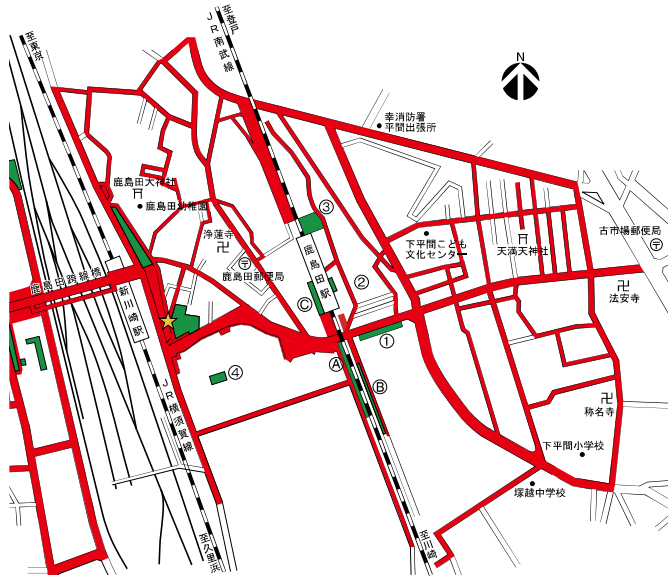 至東京
JR南武線
至登戸
N
幸消防署
平間出張所
鹿島田大神社
鹿島田幼稚園
浄蓮寺
鹿島田郵便局
③
鹿島田駅
下平間こども
文化センター
天満天神社
古市場郵便局
法安寺
鹿島田跨線橋
新川崎駅
②
Ⓒ
①
Ⓐ
④
Ⓑ
JR横須賀線
称名寺
下平間小学校
塚越中学校
至久里浜
至川崎